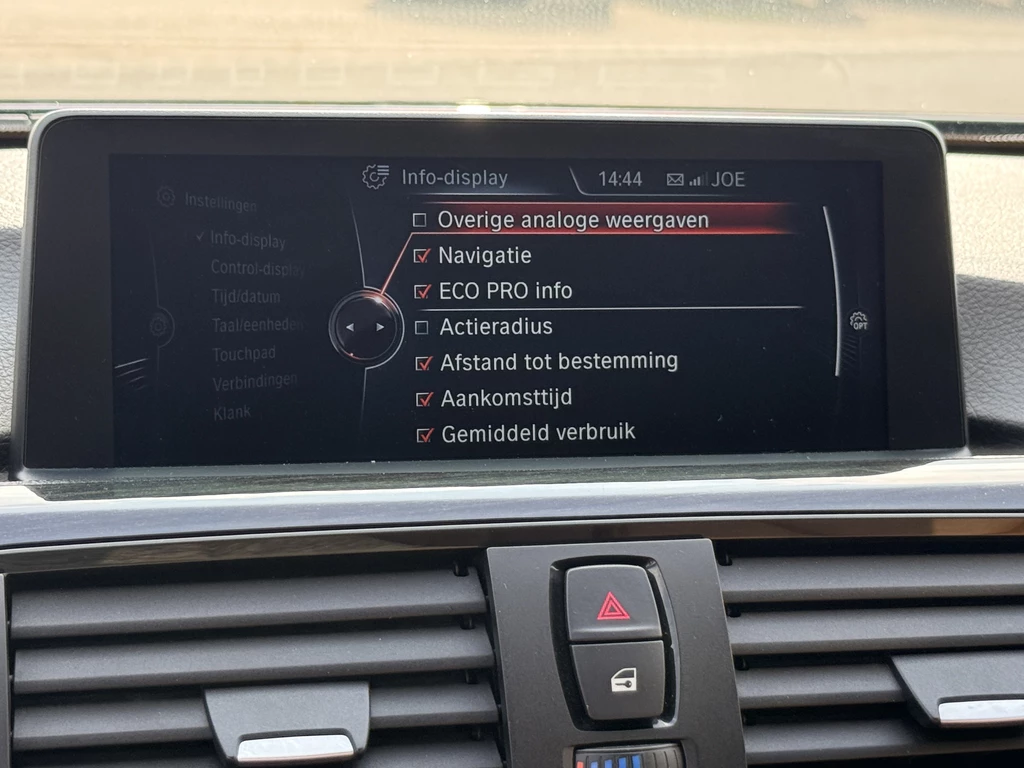 Info-display
14:44
JOE
Instellingen
Info-display
Control-display
Tijd/datum
Taal/eenheden
Touchpad
Verbindingen
Klank
Overige analoge weergaven
Navigatie
ECO PRO info
Actieradius
Afstand tot bestemming
Aankomsttijd
Gemiddeld verbruik
OPT